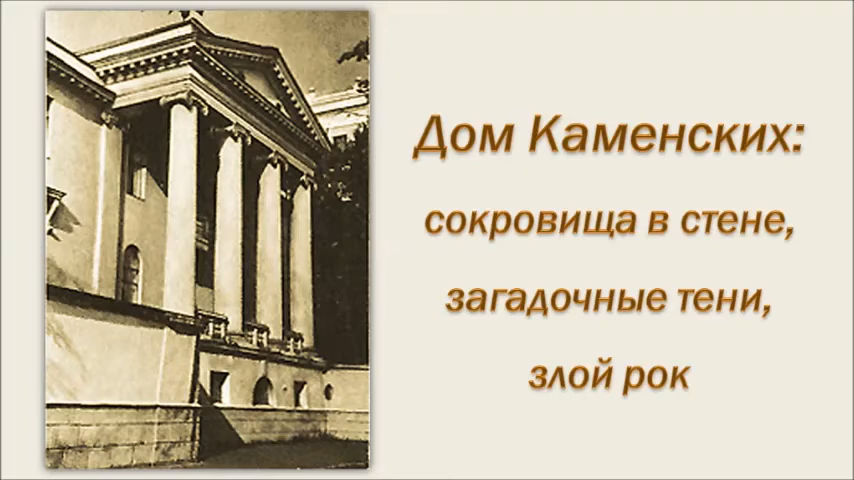 Дом Каменских:
сокровища в стене,
загадочные тени,
злой рок